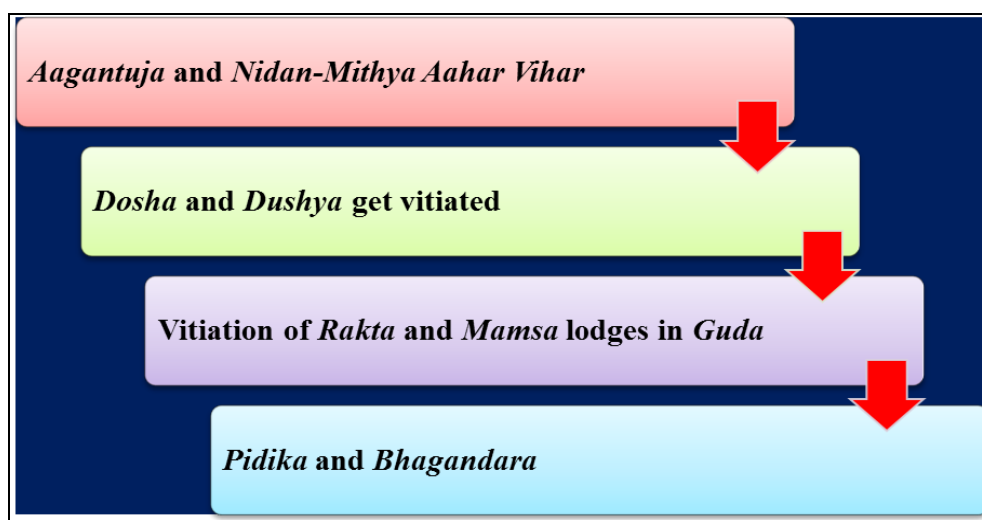 Aagantuja and Nidan-Mithya Aahar Vihar
Dosha and Dushya get vitiated
Vitiation of Rakta and Mamsa lodges in Guda
Pidika and Bhagandara